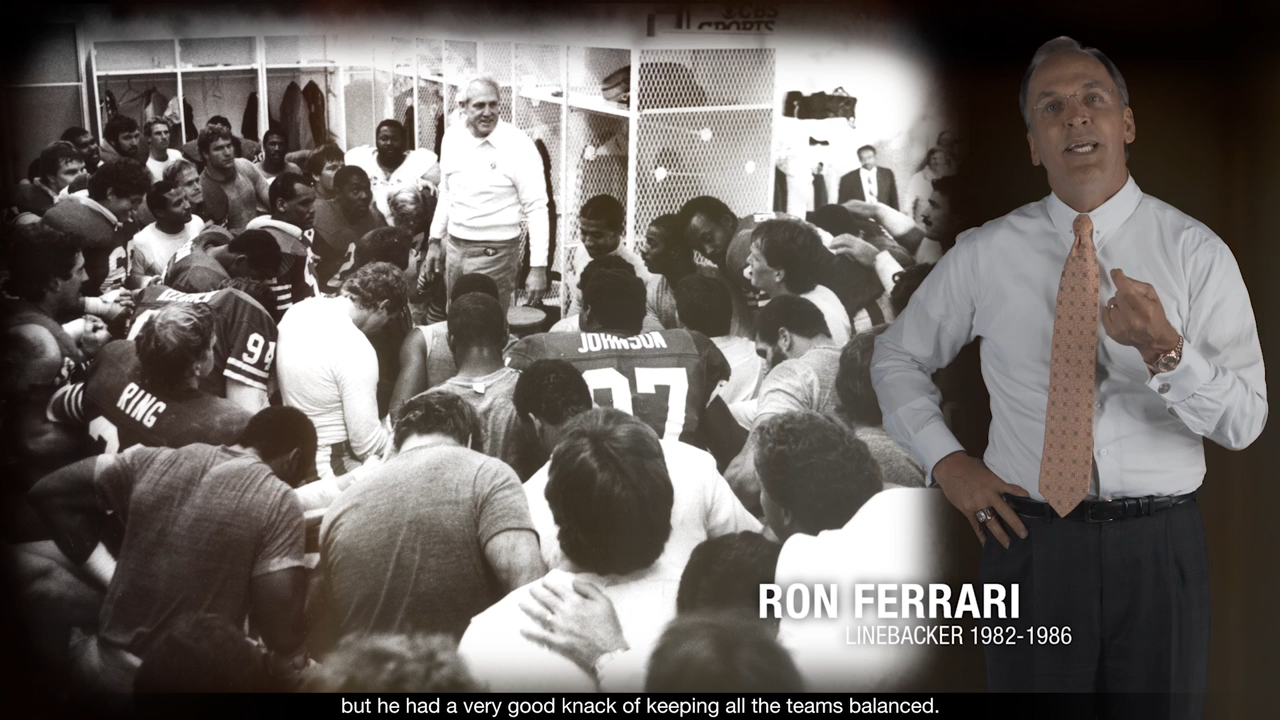 CBS
SPORTS
94
JOHNSON
97
RING
RON FERRARI
LINEBACKER 1982-1986
but he had a very good knack of keeping all the teams balanced.